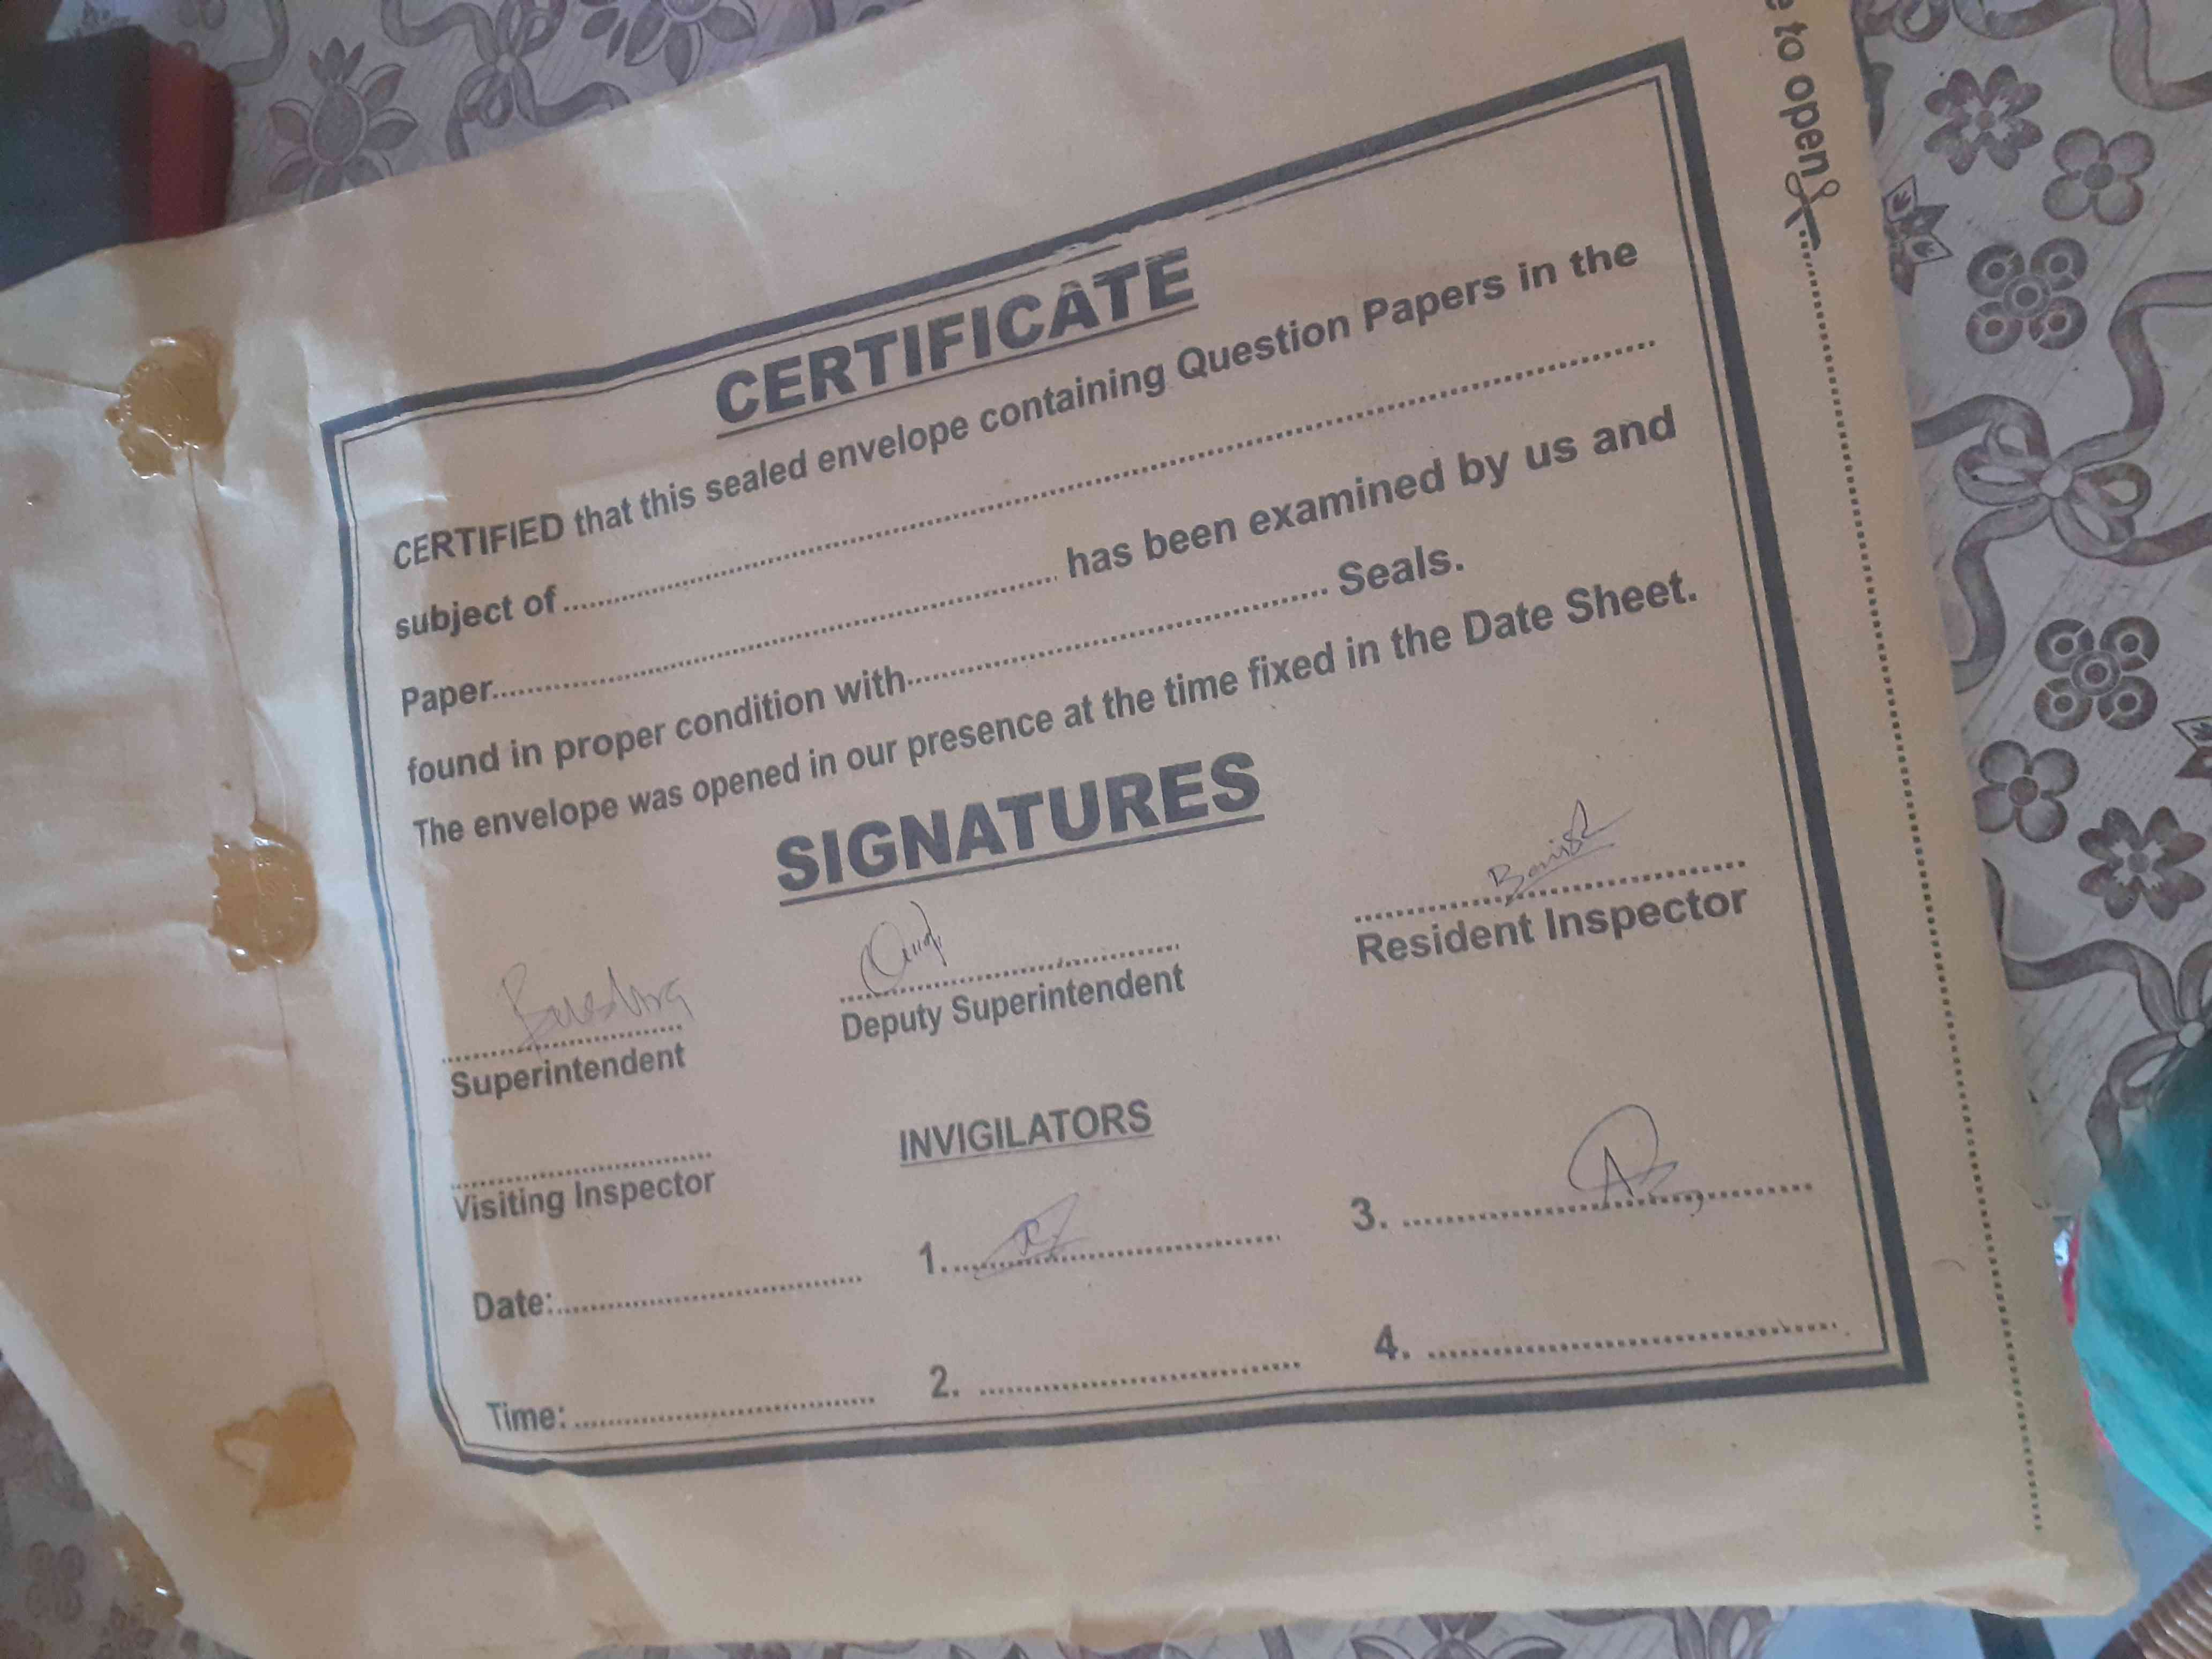 e to open
CERTIFICATE
CERTIFIED that this sealed envelope containing Question Papers in the
subject of ....................
Paper.................... has been examined by us and
found in proper condition with.................... Seals.
The envelope was opened in our presence at the time fixed in the Date Sheet.
SIGNATURES
Superintendent
Deputy Superintendent
Resident Inspector
Visiting Inspector
INVIGILATORS
1. ....................
3. ....................
Date:....................
2. ....................
4. ....................
Time: ....................